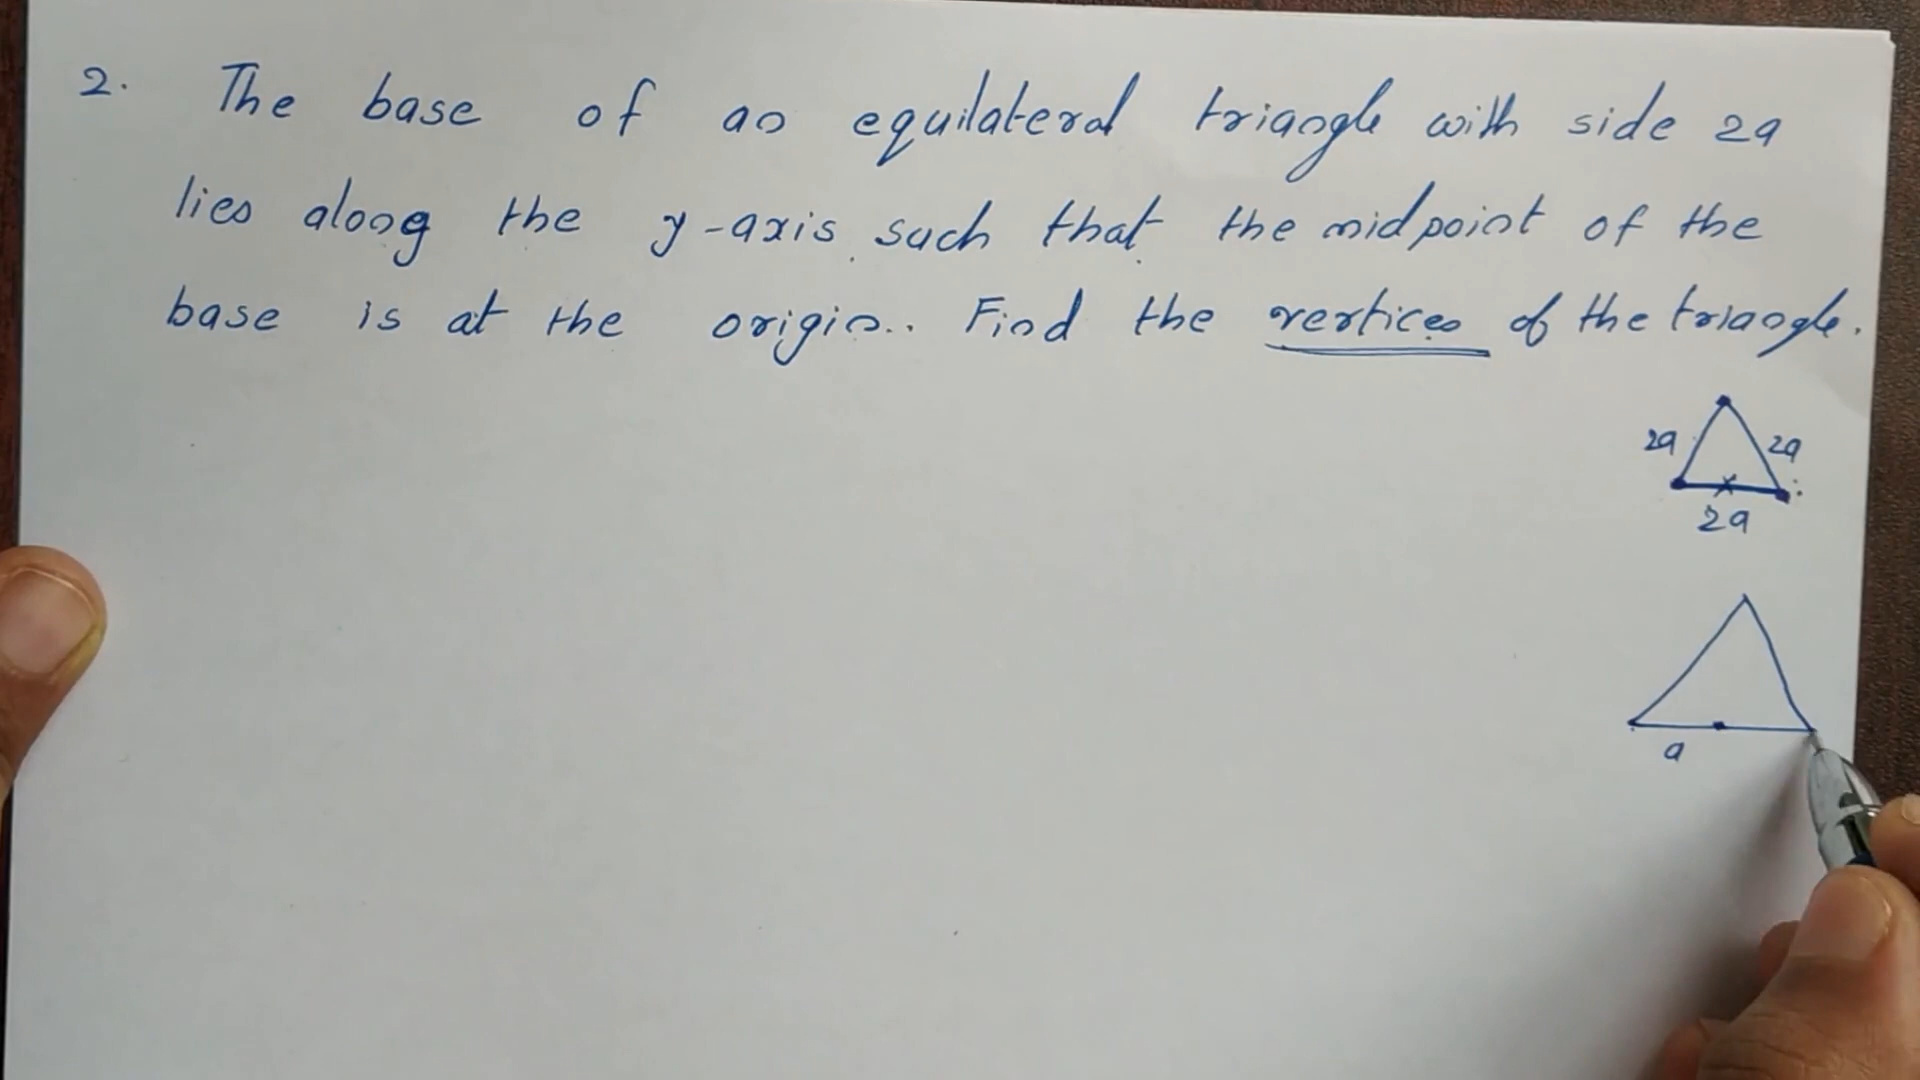 2. The base of an equilateral triangle with side 2a
lies along the y-axis such that the midpoint of the
base is at the origin.. Find the vertices of the triangle.
2a 2a
2a
a